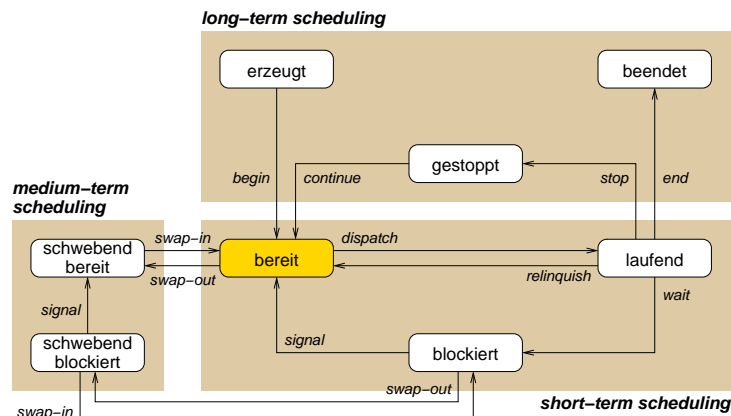 long-term scheduling
erzeugt
beendet
gestoppt
begin
continue
stop
end
medium-term
scheduling
swap-in
dispatch
schwebend
bereit
bereit
laufend
swap-out
relinquish
wait
signal
signal
schwebend
blockiert
blockiert
swap-out
swap-in
short-term scheduling